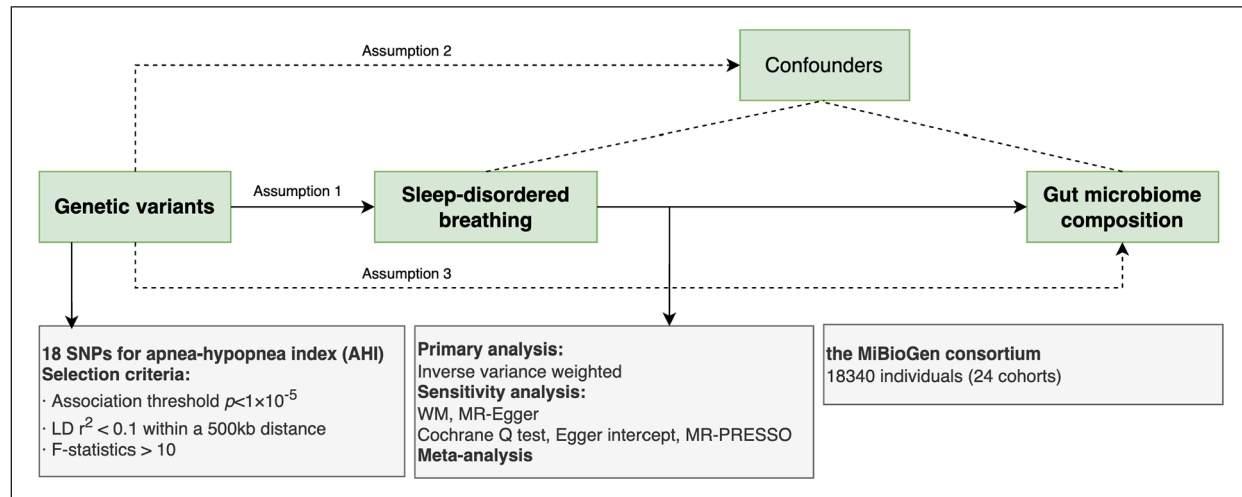 Assumption 2
Confounders
Genetic variants
Assumption 1
Sleep-disordered
breathing
Gut microbiome
composition
Assumption 3
18 SNPs for apnea-hypopnea index (AHI)
Selection criteria:
· Association threshold p<1×10⁻⁵
· LD r² < 0.1 within a 500kb distance
· F-statistics > 10
Primary analysis:
Inverse variance weighted
Sensitivity analysis:
WM, MR-Egger
Cochrane Q test, Egger intercept, MR-PRESSO
Meta-analysis
the MiBioGen consortium
18340 individuals (24 cohorts)